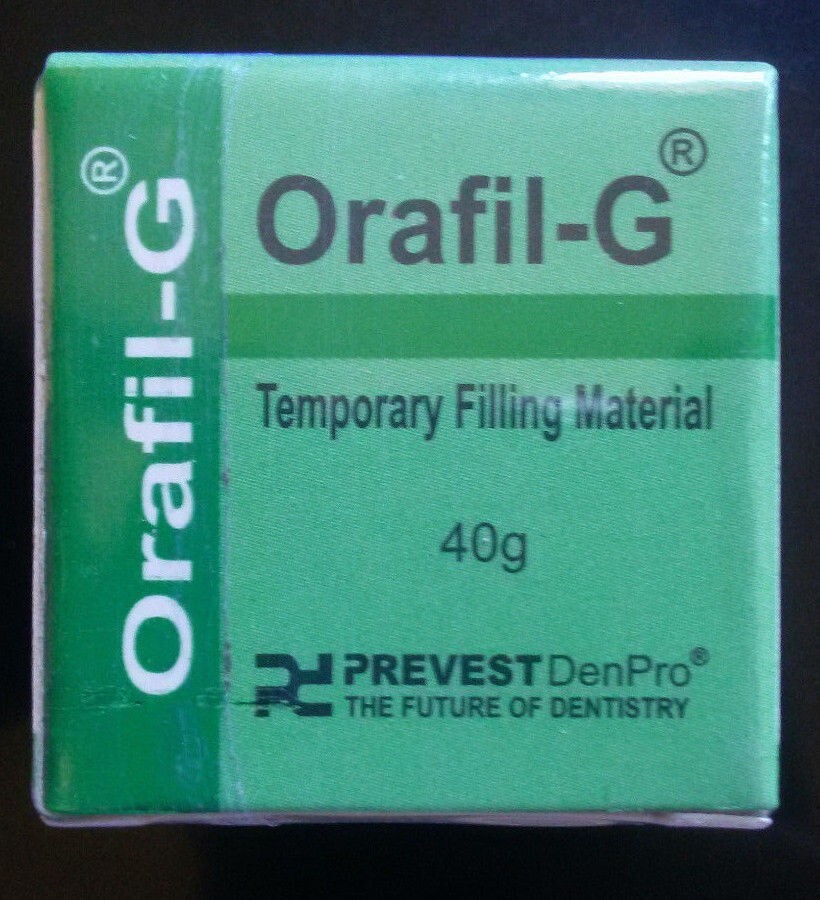 Orafil-G®
Orafil-G®
Temporary Filling Material
40g
PREVEST DenPro®
THE FUTURE OF DENTISTRY